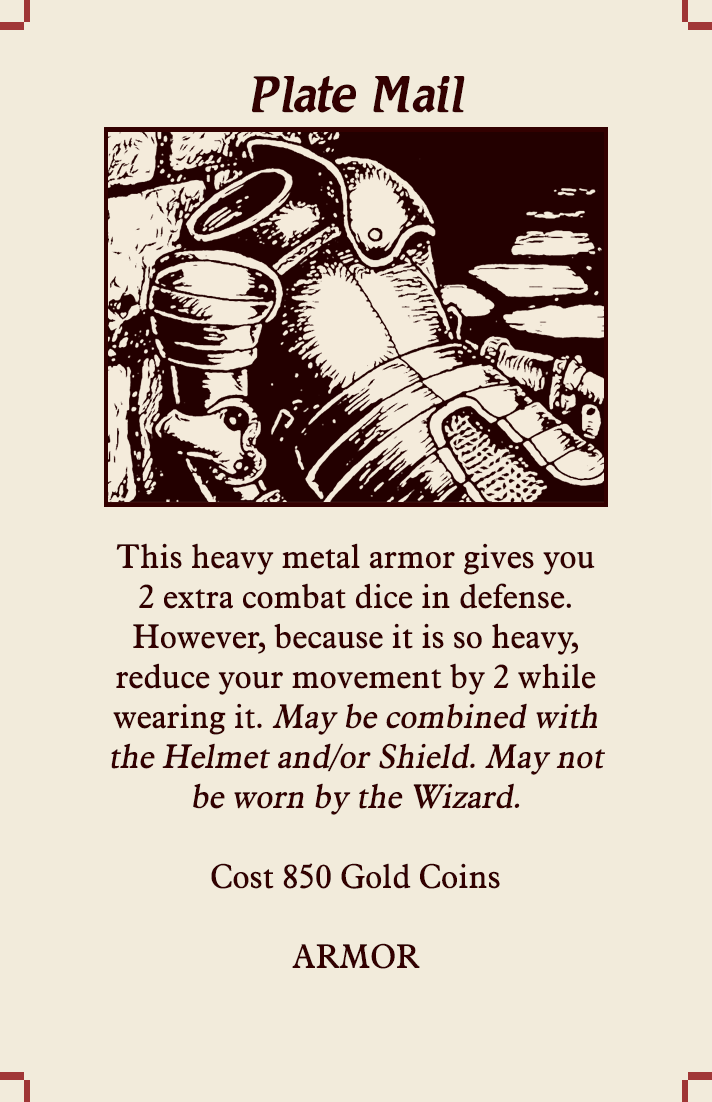 Plate Mail
This heavy metal armor gives you
2 extra combat dice in defense.
However, because it is so heavy,
reduce your movement by 2 while
wearing it. May be combined with
the Helmet and/or Shield. May not
be worn by the Wizard.
Cost 850 Gold Coins
ARMOR